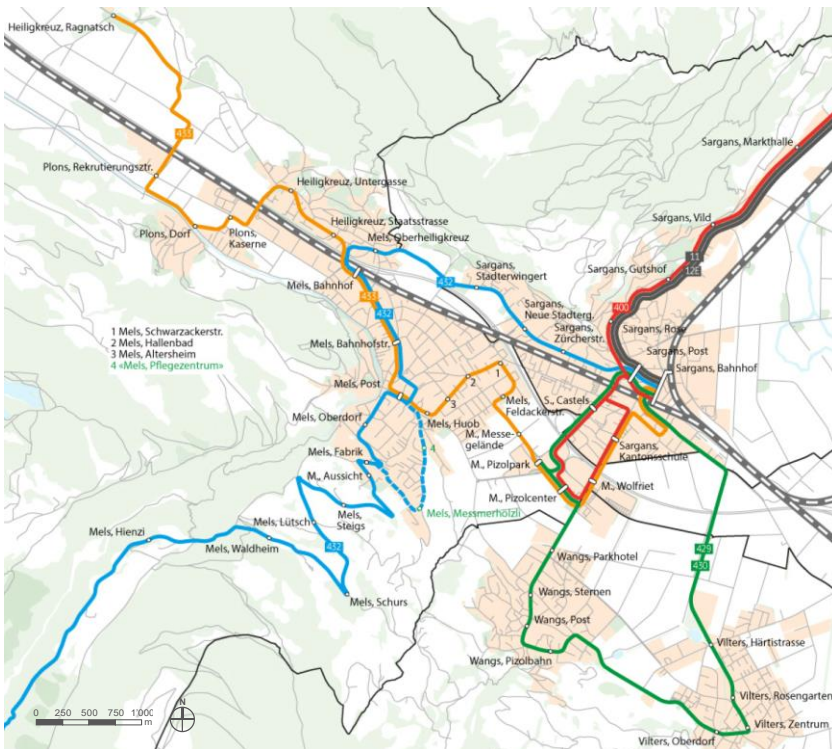 Heiligkreuz, Ragnatsch
433
Sargans, Markthalle
Plons, Rekrutierungsztr.
Heiligkreuz, Untergasse
Sargans, Vild
Heiligkreuz, Staatsstrasse
Plons, Dorf
Plons,
Kaserne
Mels, Oberheiligkreuz
11
12E
Sargans,
Stadterwingert
432
Sargans, Gutshof
Mels, Bahnhof
433
432
Sargans,
Neue Stadterg.
400
1 Mels, Schwarzackerstr.
2 Mels, Hallenbad
3 Mels, Altersheim
4 «Mels, Pflegezentrum»
Sargans,
Zürcherstr.
Sargans, Rose
Mels, Bahnhofstr.
Sargans, Post
Sargans, Bahnhof
1
Mels, Post
2
S., Castels
3
Mels,
Feldackerstr.
Mels, Oberdorf
Mels, Huob
M., Messe-
gelände
Sargans,
Kantonsschule
4
Mels, Fabrik
M., Pizolpark
M., Aussicht
M., Wolfriet
M., Pizolcenter
Mels,
Steigs
Mels, Messmerhölzli
Mels, Lütsch
Mels, Hienzi
Mels, Waldheim
432
429
430
Wangs, Parkhotel
Mels, Schurs
Wangs, Sternen
Wangs, Post
Vilters, Härtistrasse
Wangs, Pizolbahn
Vilters, Rosengarten
N
0 250 500 750 1'000
m
Vilters, Zentrum
Vilters, Oberdorf